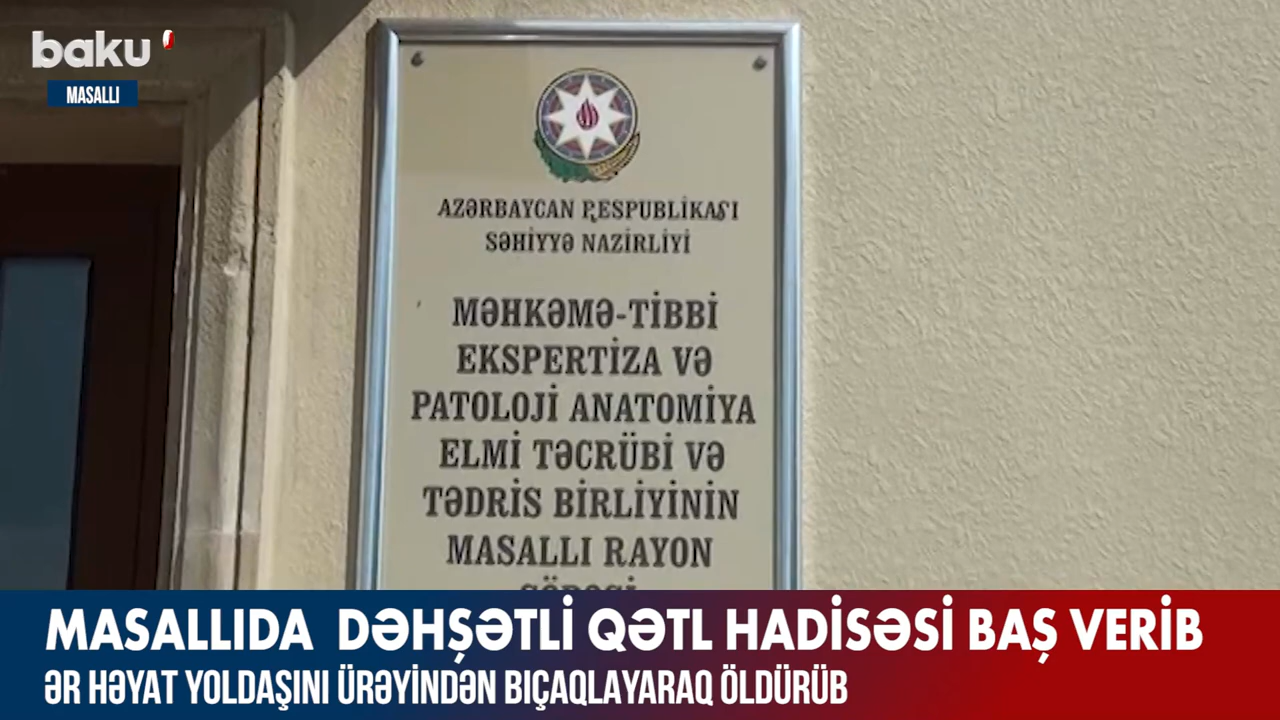 baku
MASALLI
AZƏRBAYCAN RESPUBLİKASI
SƏHİYYƏ NAZİRLİYİ
MƏHKƏMƏ-TİBBİ
EKSPERTİZA VƏ
PATOLOJİ ANATOMİYA
ELMİ TƏCRÜBİ VƏ
TƏDRİS BİRLİYİNİN
MASALLI RAYON
MASALLIDA DƏHŞƏTLİ QƏTL HADİSƏSİ BAŞ VERİB
ƏR HƏYAT YOLDAŞINI ÜRƏYİNDƏN BIÇAQLAYARAQ ÖLDÜRÜB